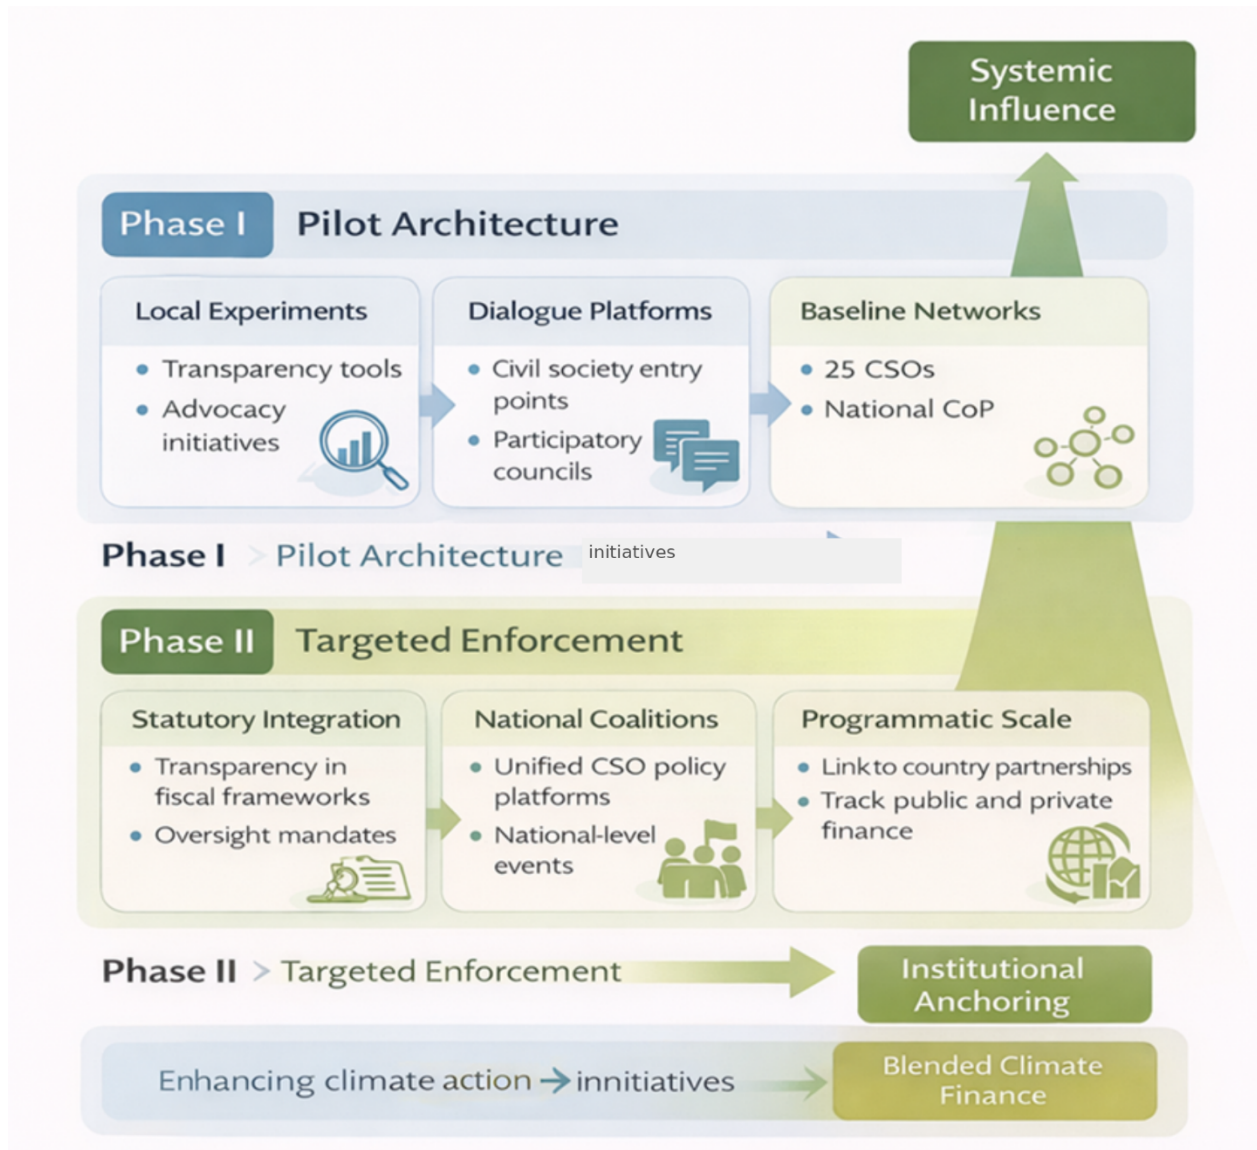 Systemic
Influence
Phase I Pilot Architecture
Local Experiments
• Transparency tools
• Advocacy
initiatives
Dialogue Platforms
• Civil society entry
points
• Participatory
councils
Baseline Networks
• 25 CSOs
• National CoP
Phase I > Pilot Architecture initiatives
Phase II Targeted Enforcement
Statutory Integration
• Transparency in
fiscal frameworks
• Oversight mandates
National Coalitions
• Unified CSO policy
platforms
• National-level
events
Programmatic Scale
• Link to country partnerships
• Track public and private
finance
Phase II > Targeted Enforcement
Institutional
Anchoring
Enhancing climate action → innitiatives
Blended Climate
Finance